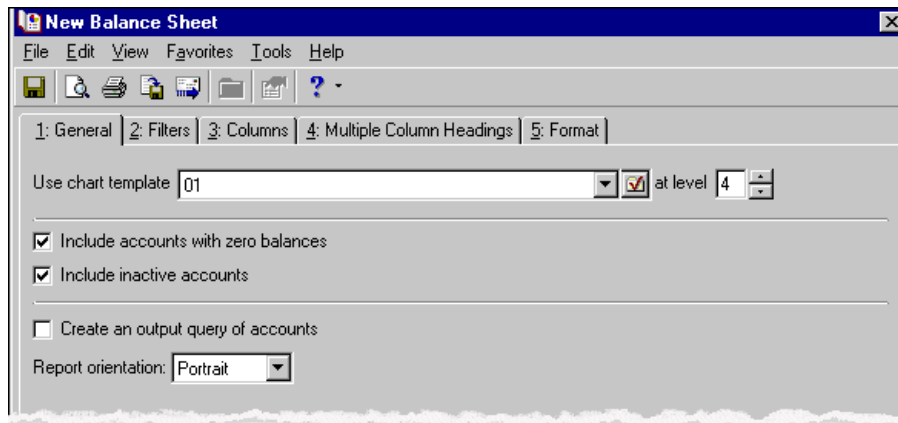 New Balance Sheet
File Edit View Favorites Tools Help
?
1: General 2: Filters 3: Columns 4: Multiple Column Headings 5: Format
Use chart template 01 at level 4
Include accounts with zero balances
Include inactive accounts
Create an output query of accounts
Report orientation: Portrait